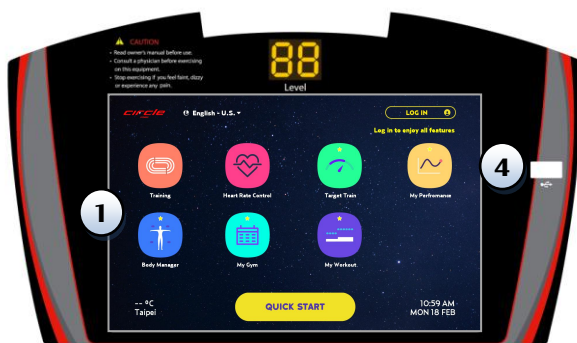 CAUTION
- Read owner's manual before use.
- Consult a physician before exercising
on this equipment.
- Stop exercising if you feel faint, dizzy
or experience any pain.
88
Level
circle
English - U.S.
LOG IN
Log in to enjoy all features
Training
Heart Rate Control
Target Train
My Perfromance
4
1
Body Manager
My Gym
My Workout
-- °C
Taipei
QUICK START
10:59 AM
MON 18 FEB